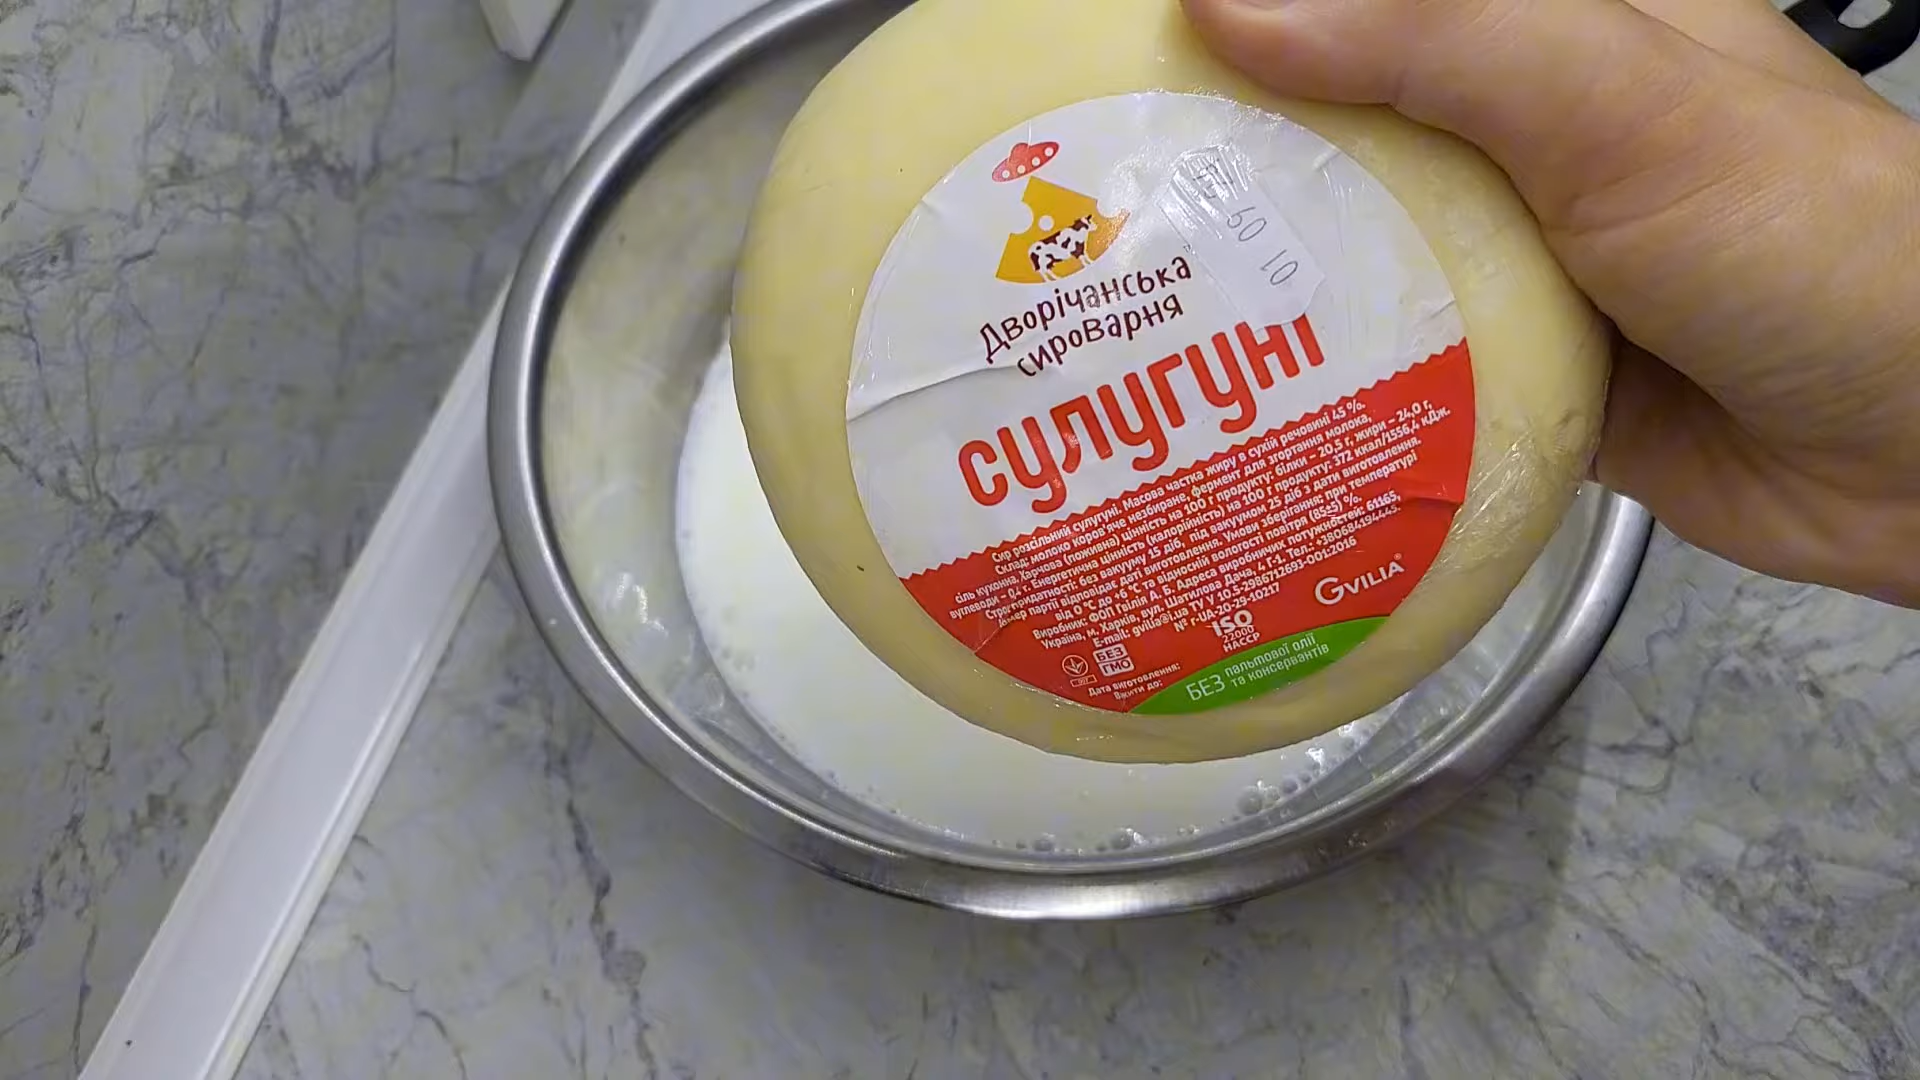 Дворічанська
сироварня
сулугуні
Сир розсільний сулугуні. Масова частка жиру в сухій речовині 45 %.
Склад: молоко коров'яче незбиране, фермент для згортання молока,
сіль кухонна. Харчова (поживна) цінність на 100 г продукту: білки – 20,5 г, жири – 24,0 г,
вуглеводи – 0,4 г. Енергетична цінність (калорійність) на 100 г продукту: 372 ккал/1556,4 кДж.
Строк придатності: без вакууму 15 діб, під вакуумом 25 діб з дати виготовлення.
Номер партії відповідає даті виготовлення. Умови зберігання: при температурі
від 0 °С до +6 °С та відносній вологості повітря (85±5) %.
Виробник: ФОП Гвілія А. Б. Адреса виробничих потужностей: 61165,
Україна, м. Харків, вул. Шатилова Дача, 4 Г-1. Тел.: +380684194445.
E-mail: gvilia@i.ua ТУ У 10.5-2986712693-001:2016
№ r-UA-20-29-10217
GVILIA®
ISO
22000
HACCP
БЕЗ
ГМО
Дата виготовлення:
Вжити до:
БЕЗ пальмової олії
та консервантів
01 09